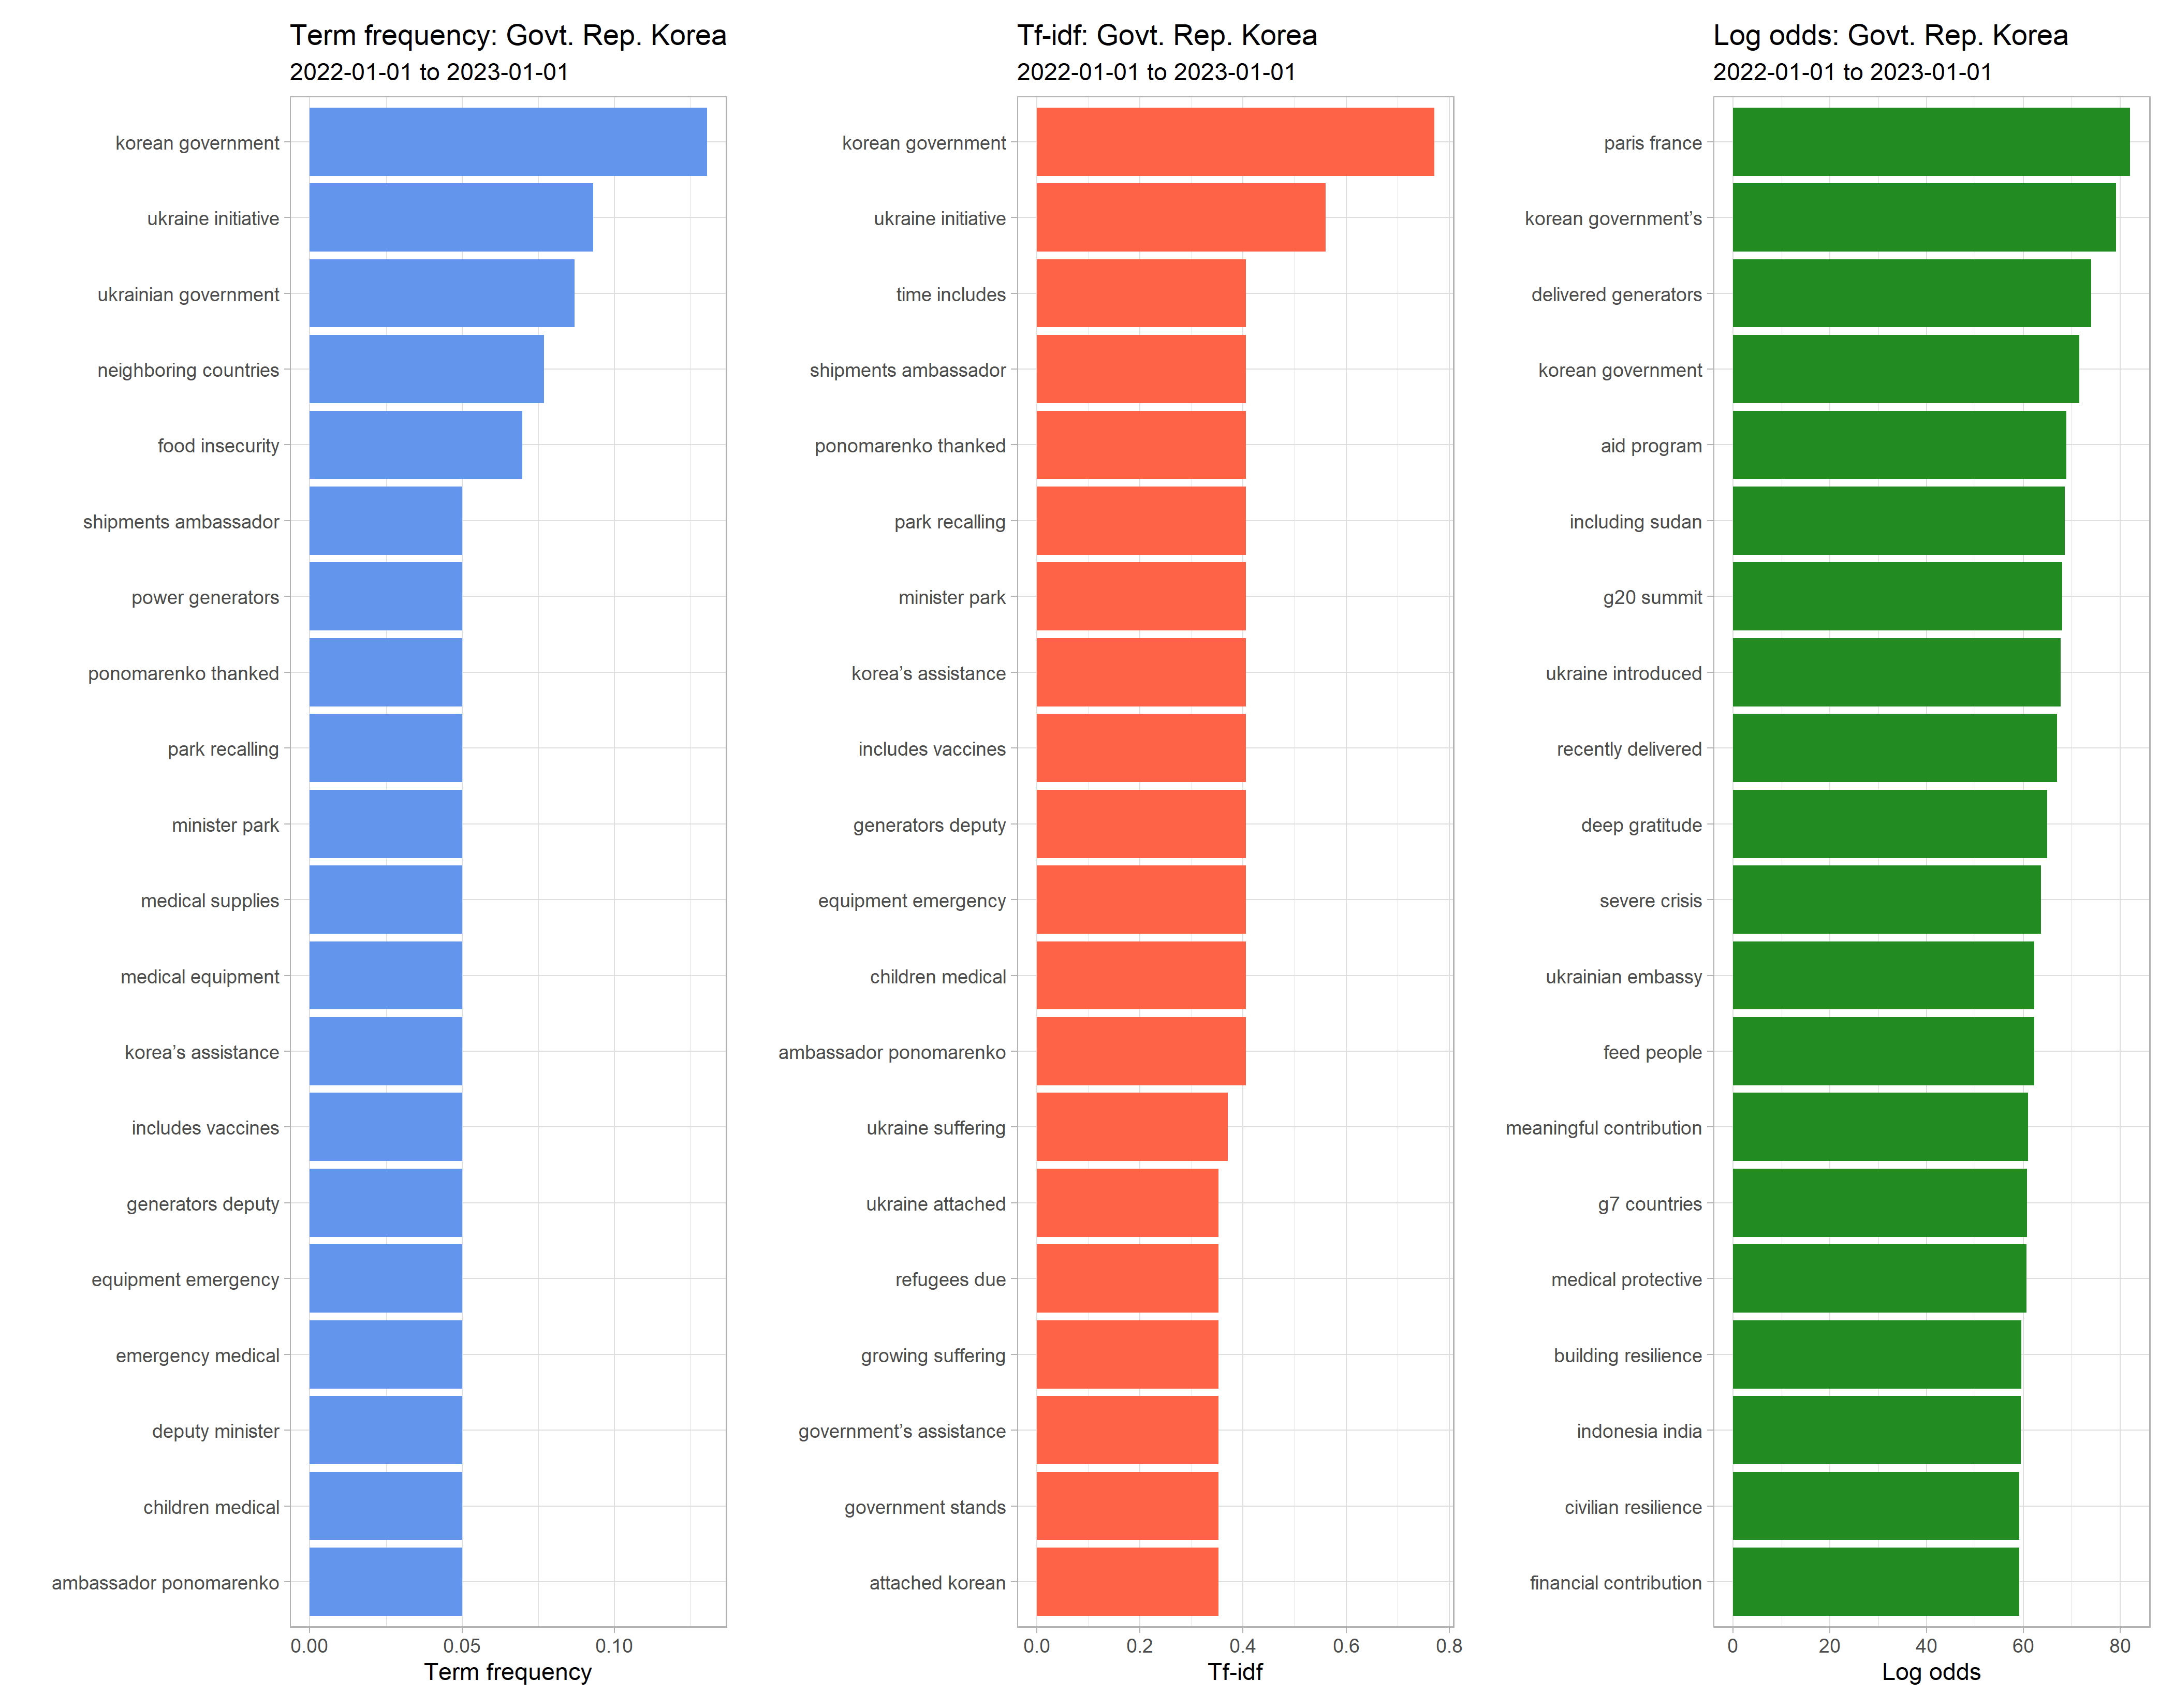 Term frequency: Govt. Rep. Korea
2022-01-01 to 2023-01-01
korean government
ukraine initiative
ukrainian government
neighboring countries
food insecurity
shipments ambassador
power generators
ponomarenko thanked
park recalling
minister park
medical supplies
medical equipment
korea’s assistance
includes vaccines
generators deputy
equipment emergency
emergency medical
deputy minister
children medical
ambassador ponomarenko
0.00 0.05 0.10
Term frequency
Tf-idf: Govt. Rep. Korea
2022-01-01 to 2023-01-01
korean government
ukraine initiative
time includes
shipments ambassador
ponomarenko thanked
park recalling
minister park
korea’s assistance
includes vaccines
generators deputy
equipment emergency
children medical
ambassador ponomarenko
ukraine suffering
ukraine attached
refugees due
growing suffering
government’s assistance
government stands
attached korean
0.0 0.2 0.4 0.6 0.8
Tf-idf
Log odds: Govt. Rep. Korea
2022-01-01 to 2023-01-01
paris france
korean government’s
delivered generators
korean government
aid program
including sudan
g20 summit
ukraine introduced
recently delivered
deep gratitude
severe crisis
ukrainian embassy
feed people
meaningful contribution
g7 countries
medical protective
building resilience
indonesia india
civilian resilience
financial contribution
0 20 40 60 80
Log odds